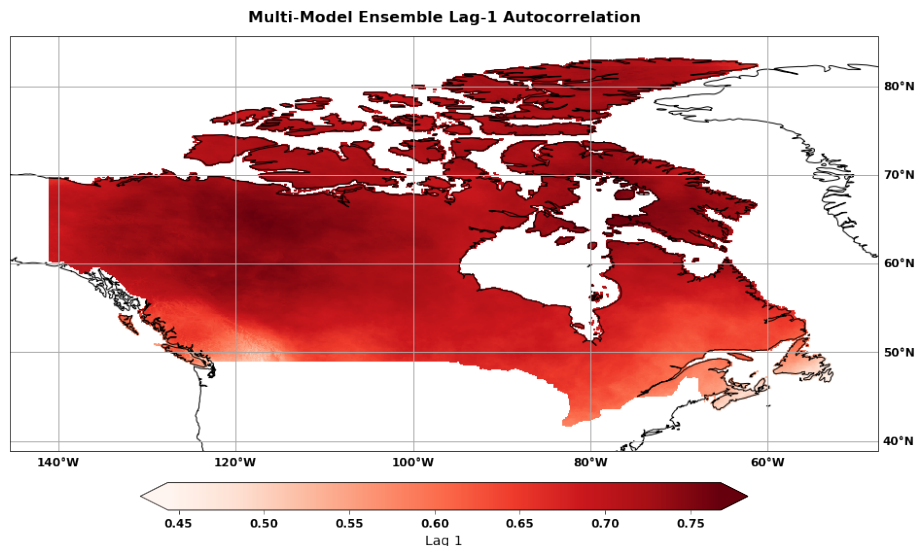 Multi-Model Ensemble Lag-1 Autocorrelation
80°N
70°N
60°N
50°N
40°N
140°W 120°W 100°W 80°W 60°W
0.45 0.50 0.55 0.60 0.65 0.70 0.75
Lag 1